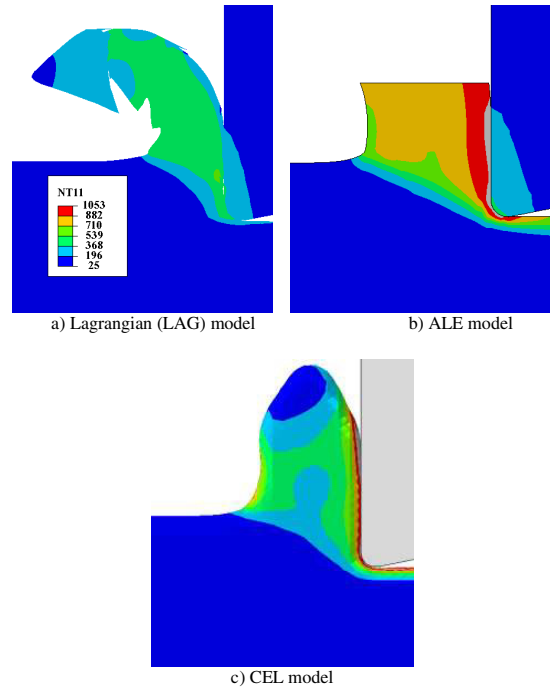 NT11
1053
882
710
539
368
196
25
a) Lagrangian (LAG) model
b) ALE model
c) CEL model